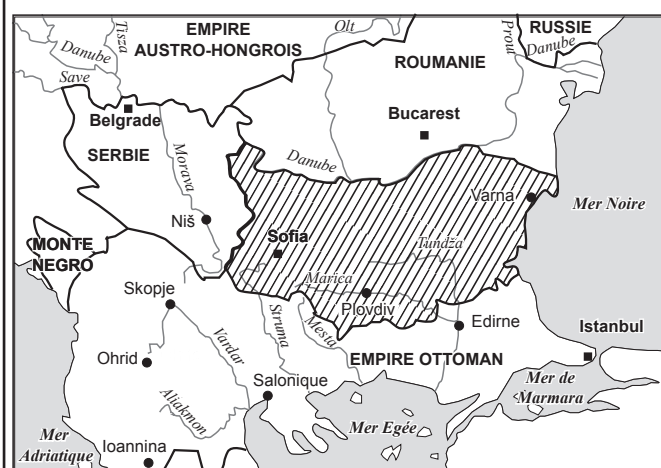 EMPIRE
AUSTRO-HONGROIS
Tisza
Danube
Save
Olt
Prout
RUSSIE
Danube
ROUMANIE
Belgrade
Bucarest
SERBIE
Morava
Danube
Varna
Mer Noire
Niš
Sofia
Tundža
MONTE
NEGRO
Marica
Skopje
Plovdiv
Struma
Mesta
Edirne
Istanbul
Vardar
Ohrid
EMPIRE OTTOMAN
Salonique
Mer de
Marmara
Aliakmon
Mer Egée
Mer
Adriatique
Ioannina